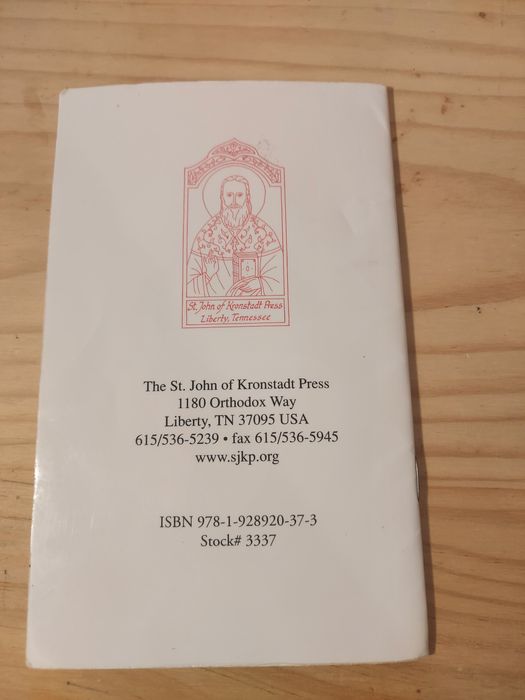 St. John of Kronstadt Press
Liberty, Tennessee
The St. John of Kronstadt Press
1180 Orthodox Way
Liberty, TN 37095 USA
615/536-5239 • fax 615/536-5945
www.sjkp.org
ISBN 978-1-928920-37-3
Stock# 3337